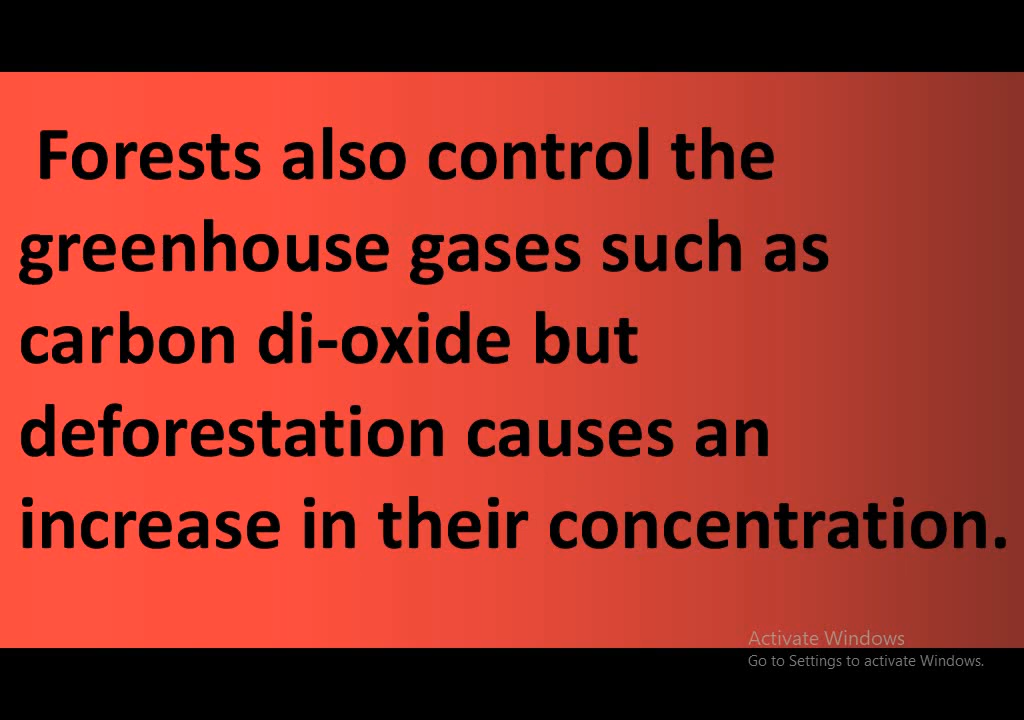 Forests also control the
greenhouse gases such as
carbon di-oxide but
deforestation causes an
increase in their concentration.
Activate Windows
Go to Settings to activate Windows.